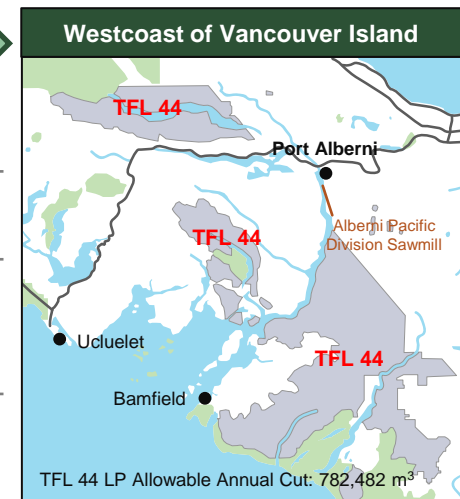 Westcoast of Vancouver Island
TFL 44
Port Alberni
Alberni Pacific
Division Sawmill
TFL 44
Ucluelet
TFL 44
Bamfield
TFL 44 LP Allowable Annual Cut: 782,482 m³